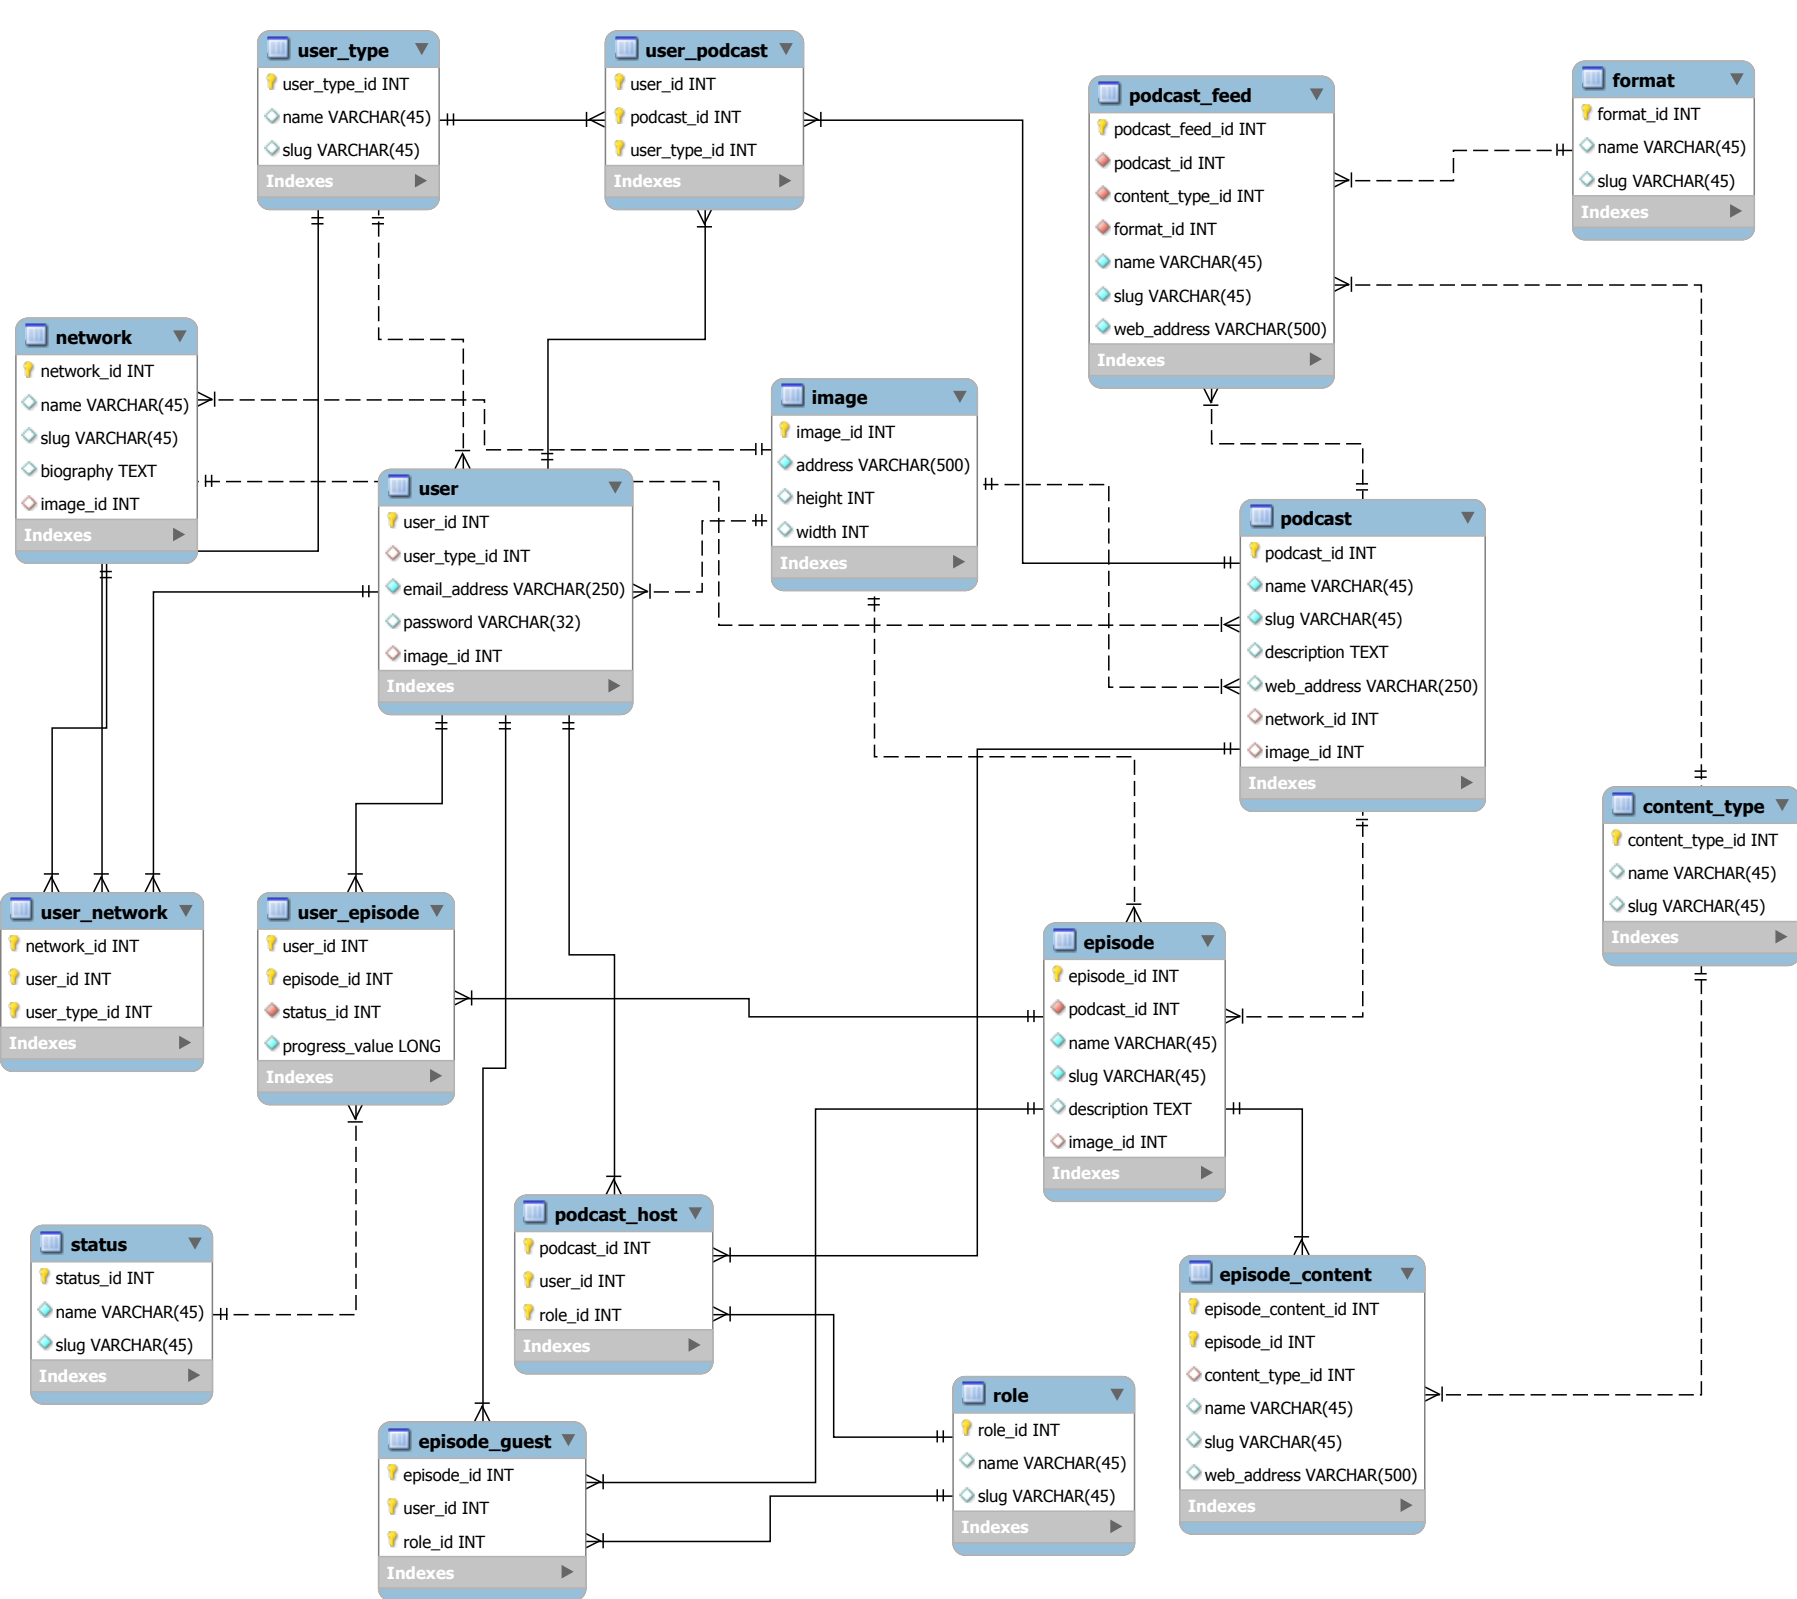 user_type
user_type_id INT
name VARCHAR(45)
slug VARCHAR(45)
Indexes
user_podcast
user_id INT
podcast_id INT
user_type_id INT
Indexes
podcast_feed
podcast_feed_id INT
podcast_id INT
content_type_id INT
format_id INT
name VARCHAR(45)
slug VARCHAR(45)
web_address VARCHAR(500)
Indexes
format
format_id INT
name VARCHAR(45)
slug VARCHAR(45)
Indexes
network
network_id INT
name VARCHAR(45)
slug VARCHAR(45)
biography TEXT
image_id INT
Indexes
image
image_id INT
address VARCHAR(500)
height INT
width INT
Indexes
user
user_id INT
user_type_id INT
email_address VARCHAR(250)
password VARCHAR(32)
image_id INT
Indexes
podcast
podcast_id INT
name VARCHAR(45)
slug VARCHAR(45)
description TEXT
web_address VARCHAR(250)
network_id INT
image_id INT
Indexes
content_type
content_type_id INT
name VARCHAR(45)
slug VARCHAR(45)
Indexes
user_network
network_id INT
user_id INT
user_type_id INT
Indexes
user_episode
user_id INT
episode_id INT
status_id INT
progress_value LONG
Indexes
episode
episode_id INT
podcast_id INT
name VARCHAR(45)
slug VARCHAR(45)
description TEXT
image_id INT
Indexes
status
status_id INT
name VARCHAR(45)
slug VARCHAR(45)
Indexes
podcast_host
podcast_id INT
user_id INT
role_id INT
Indexes
episode_content
episode_content_id INT
episode_id INT
content_type_id INT
name VARCHAR(45)
slug VARCHAR(45)
web_address VARCHAR(500)
Indexes
role
role_id INT
name VARCHAR(45)
slug VARCHAR(45)
Indexes
episode_guest
episode_id INT
user_id INT
role_id INT
Indexes